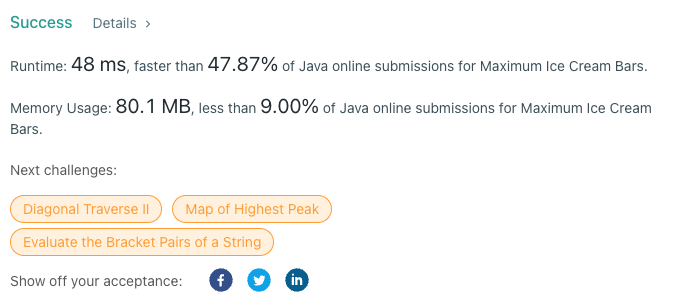 Success Details >
Runtime: 48 ms, faster than 47.87% of Java online submissions for Maximum Ice Cream Bars.
Memory Usage: 80.1 MB, less than 9.00% of Java online submissions for Maximum Ice Cream
Bars.
Next challenges:
Diagonal Traverse II Map of Highest Peak
Evaluate the Bracket Pairs of a String
Show off your acceptance: f in